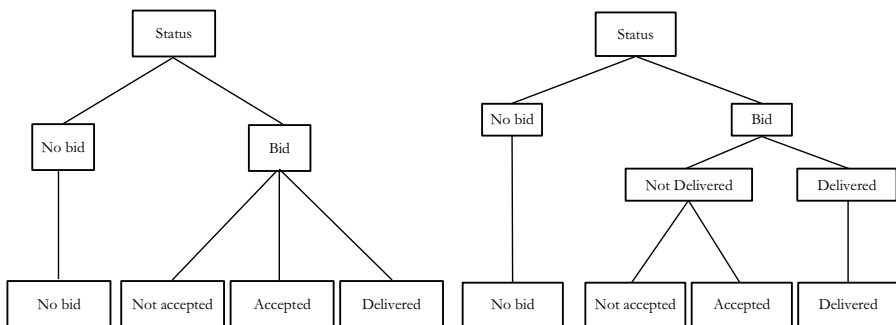 Status
No bid
Bid
No bid
Not accepted
Accepted
Delivered
Status
No bid
Bid
Not Delivered
Delivered
No bid
Not accepted
Accepted
Delivered